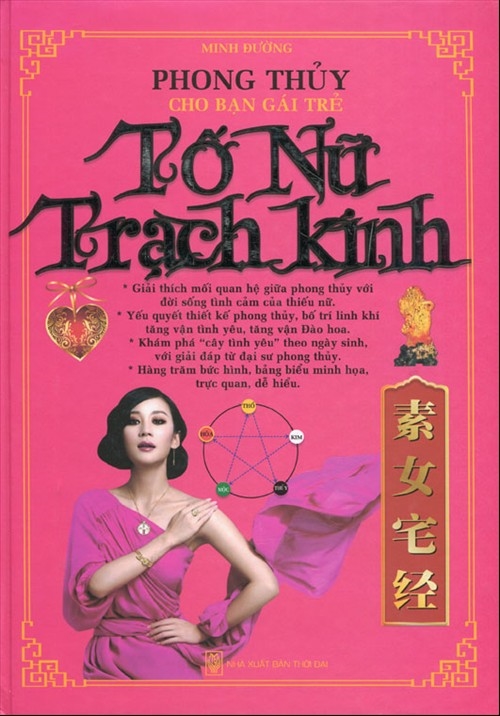 MINH ĐƯỜNG
PHONG THỦY
CHO BẠN GÁI TRẺ
TỐ NỮ
TRẠCH KINH
* Giải thích mối quan hệ giữa phong thủy với
đời sống tình cảm của thiếu nữ.
* Yếu quyết thiết kế phong thủy, bố trí linh khí
tăng vận tình yêu, tăng vận Đào hoa.
* Khám phá “cây tình yêu” theo ngày sinh,
với giải đáp từ đại sư phong thủy.
* Hàng trăm bức hình, bảng biểu minh họa,
trực quan, dễ hiểu.
THỔ
HỎA
KIM
MỘC
THỦY
素
女
宅
经
NHÀ XUẤT BẢN THỜI ĐẠI